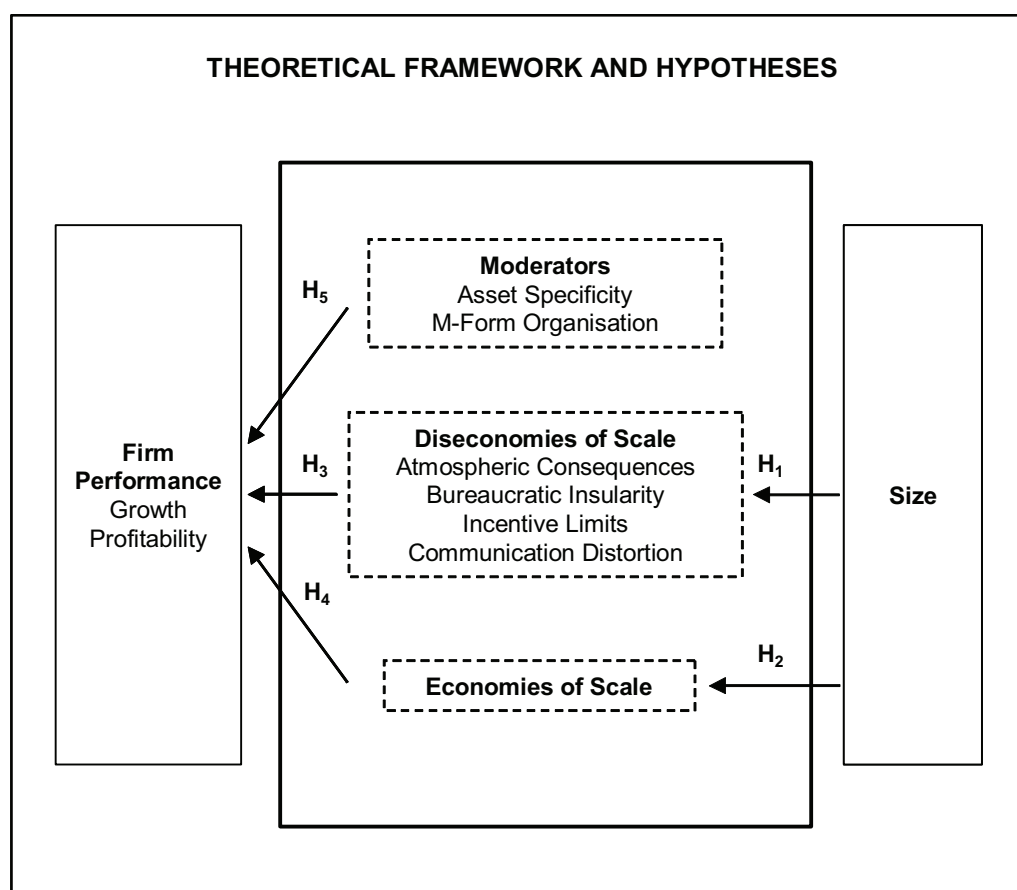 THEORETICAL FRAMEWORK AND HYPOTHESES
Moderators
Asset Specificity
M-Form Organisation
H₅
Firm
Performance
Growth
Profitability
H₃
Diseconomies of Scale
Atmospheric Consequences
Bureaucratic Insularity
Incentive Limits
Communication Distortion
H₁
Size
H₄
Economies of Scale
H₂